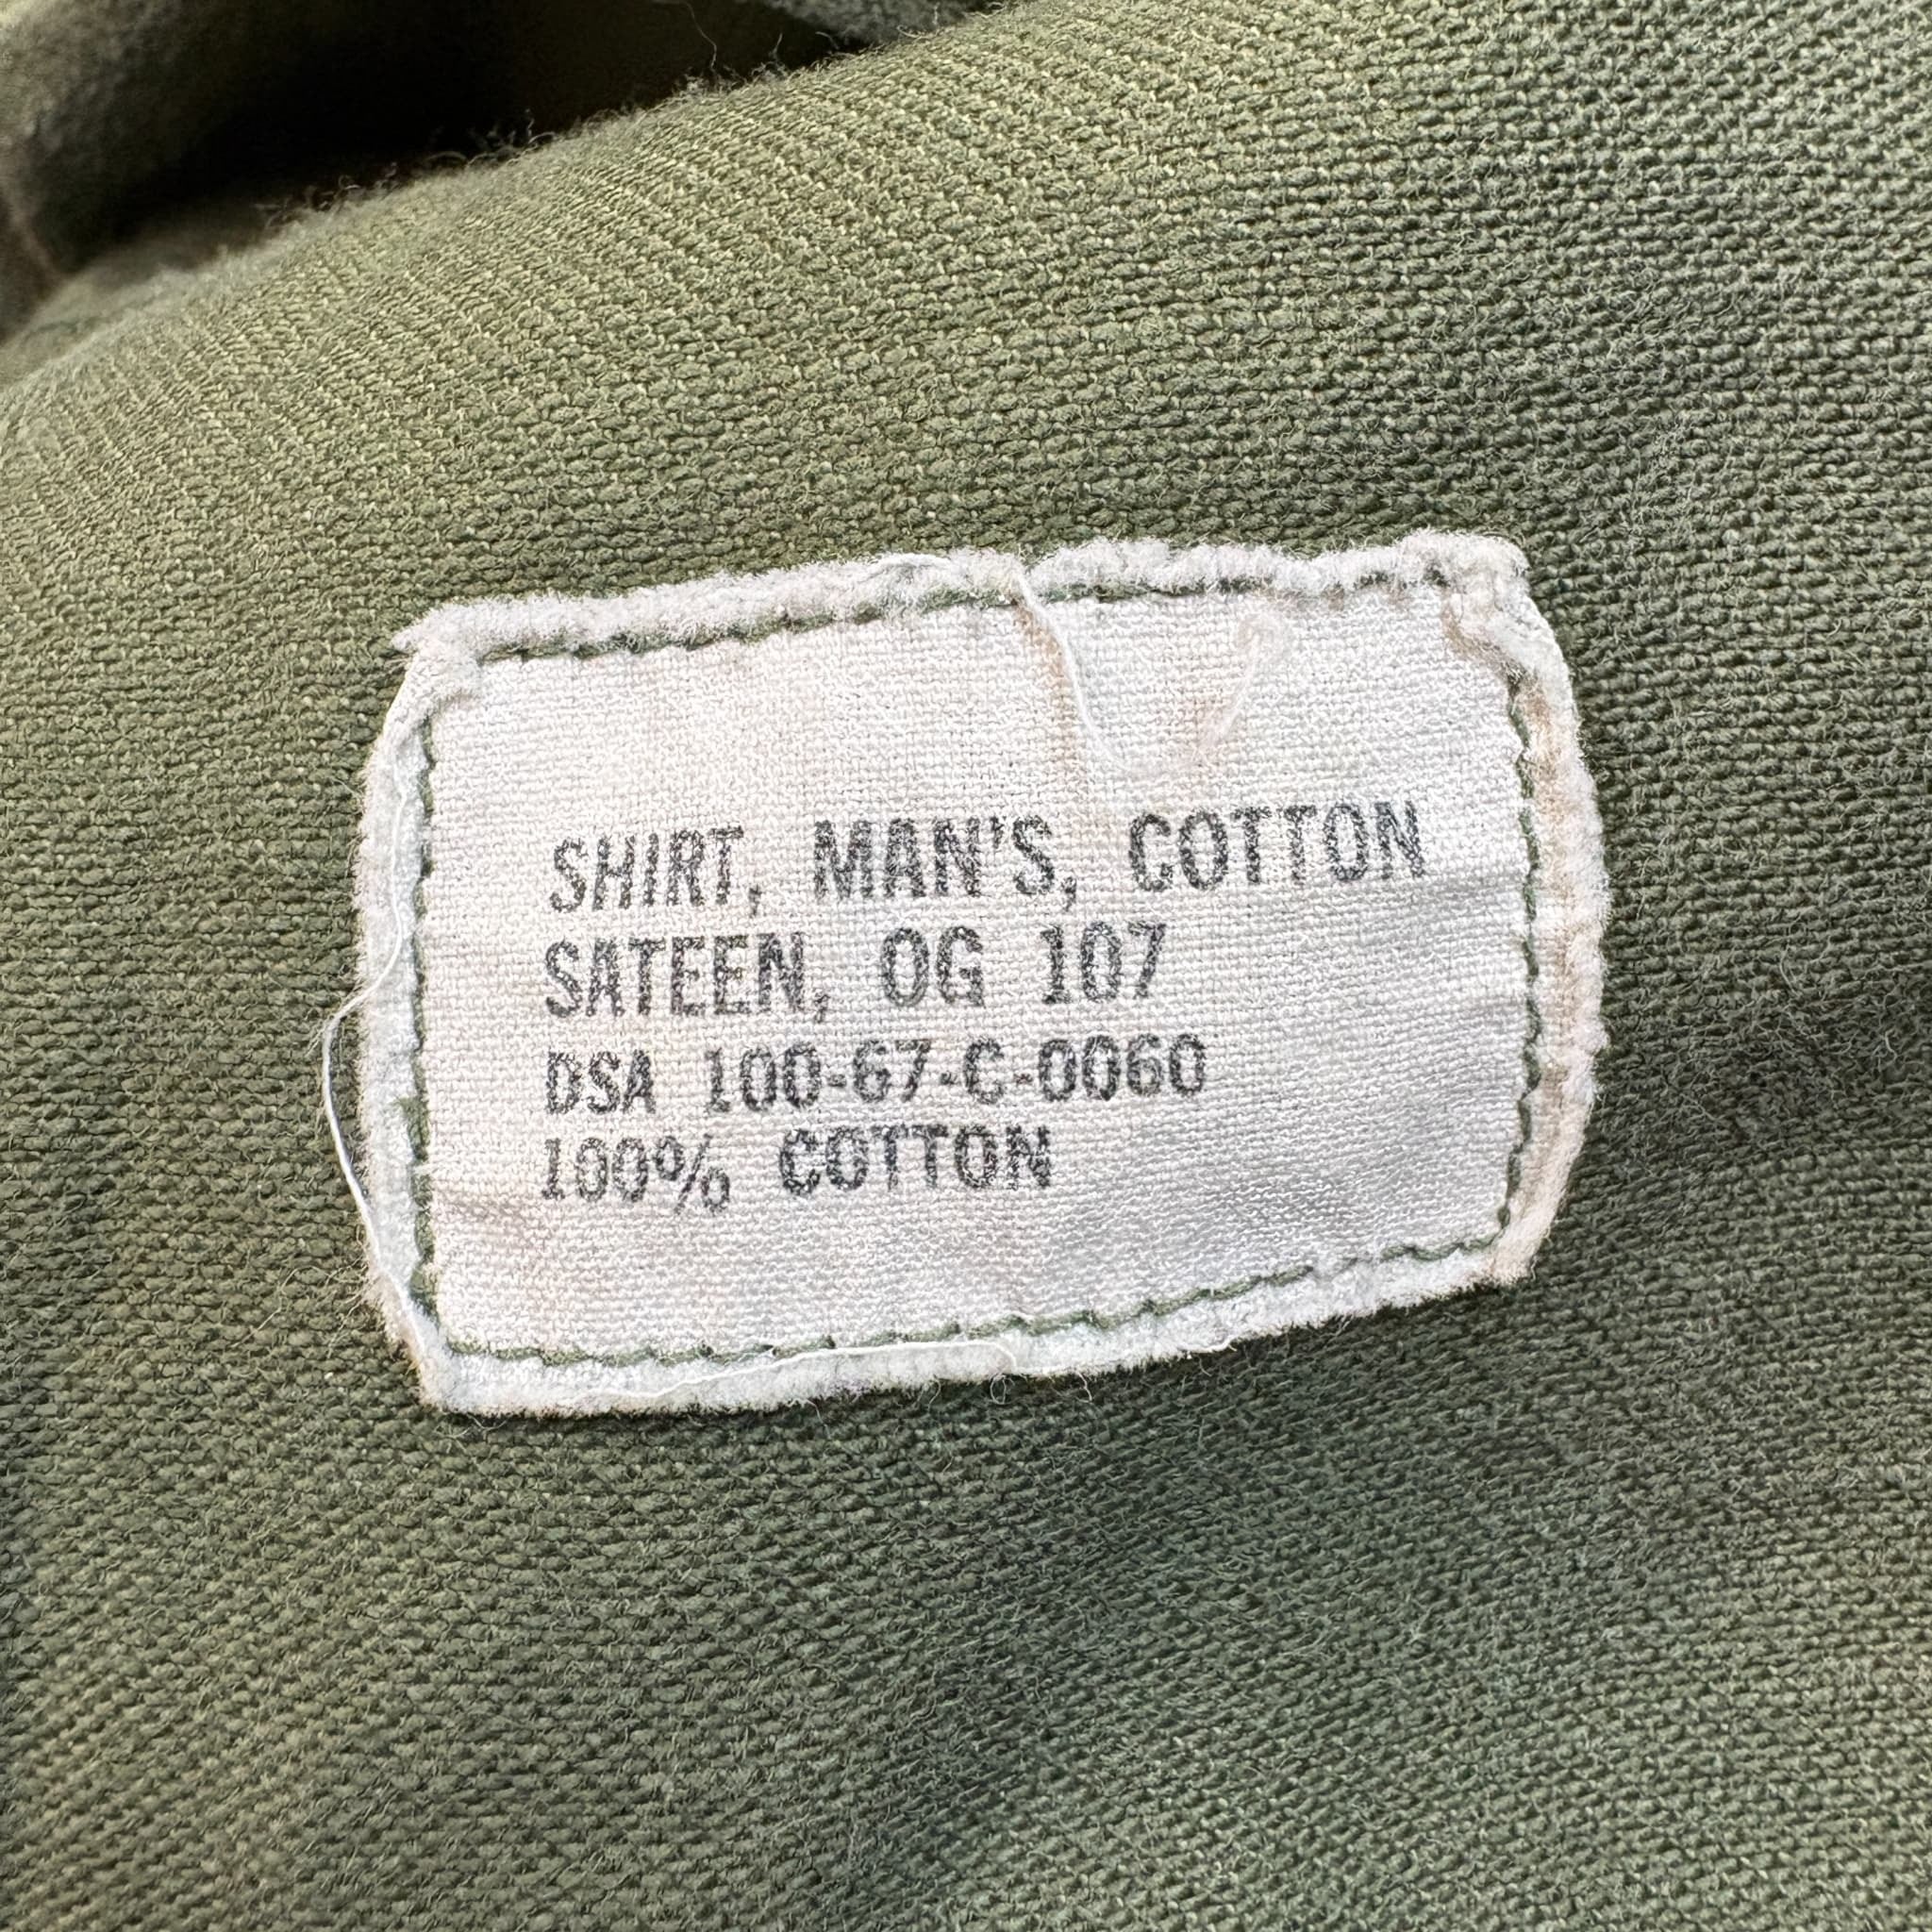 SHIRT, MAN'S, COTTON
SATEEN, OG 107
DSA 100-67-C-0060
100% COTTON